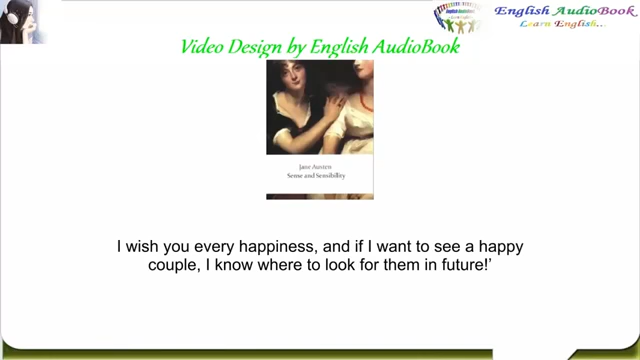 English AudioBook
Learn English...
Video Design by English AudioBook
Jane Austen
Sense and Sensibility
I wish you every happiness, and if I want to see a happy
couple, I know where to look for them in future!’